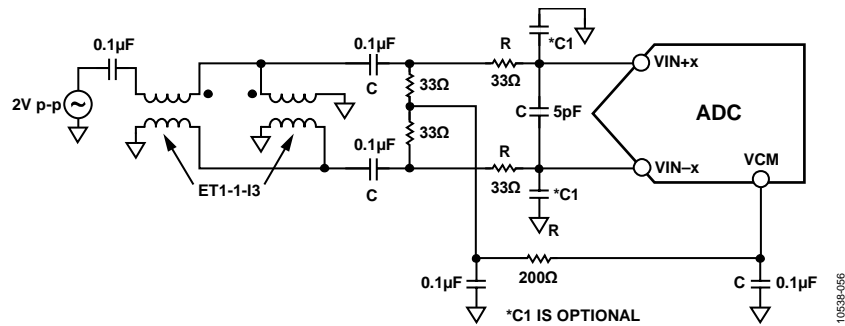 *C1
0.1µF
0.1µF
R
VIN+x
33Ω
33Ω
C
2V p-p
C
5pF
ADC
33Ω
0.1µF
R
VCM
VIN–x
ET1-1-I3
C
33Ω
*C1
R
0.1µF
200Ω
C
0.1µF
*C1 IS OPTIONAL
10538-056